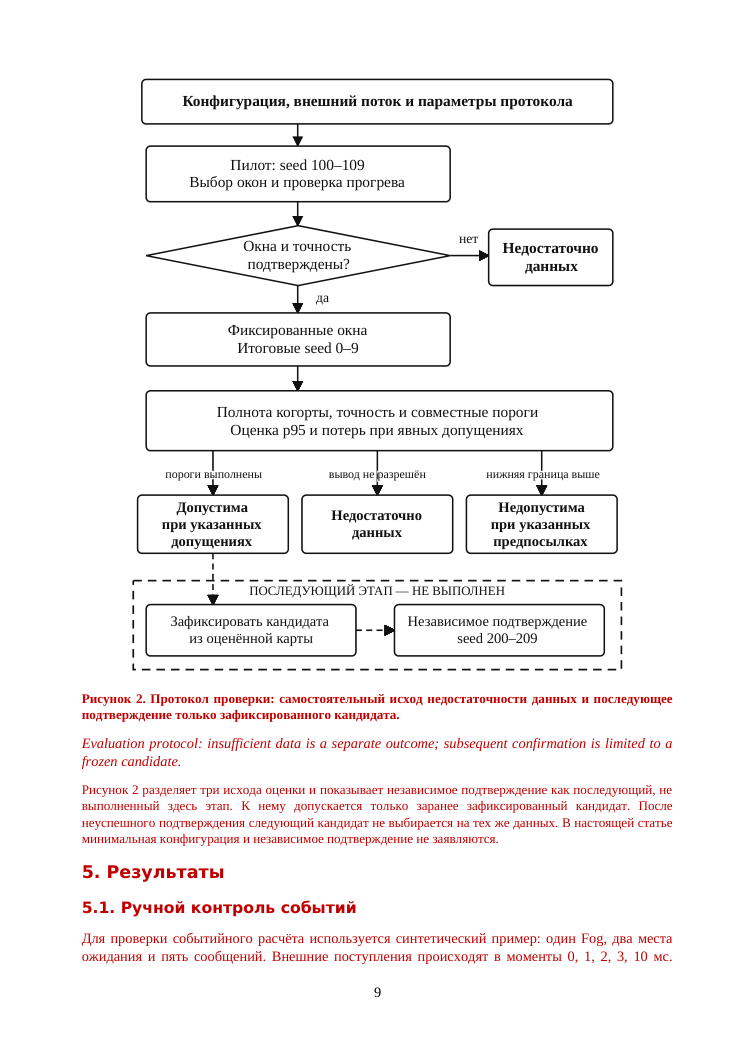 Конфигурация, внешний поток и параметры протокола
Пилот: seed 100–109
Выбор окон и проверка прогрева
Окна и точность
подтверждены?
нет
Недостаточно
данных
да
Фиксированные окна
Итоговые seed 0–9
Полнота когорты, точность и совместные пороги
Оценка p95 и потерь при явных допущениях
пороги выполнены
вывод не разрешён
нижняя граница выше
Допустима
при указанных
допущениях
Недостаточно
данных
Недопустима
при указанных
предпосылках
ПОСЛЕДУЮЩИЙ ЭТАП — НЕ ВЫПОЛНЕН
Зафиксировать кандидата
из оценённой карты
Независимое подтверждение
seed 200–209
Рисунок 2. Протокол проверки: самостоятельный исход недостаточности данных и последующее
подтверждение только зафиксированного кандидата.
Evaluation protocol: insufficient data is a separate outcome; subsequent confirmation is limited to a
frozen candidate.
Рисунок 2 разделяет три исхода оценки и показывает независимое подтверждение как последующий, не
выполненный здесь этап. К нему допускается только заранее зафиксированный кандидат. После
неуспешного подтверждения следующий кандидат не выбирается на тех же данных. В настоящей статье
минимальная конфигурация и независимое подтверждение не заявляются.
5. Результаты
5.1. Ручной контроль событий
Для проверки событийного расчёта используется синтетический пример: один Fog, два места
ожидания и пять сообщений. Внешние поступления происходят в моменты 0, 1, 2, 3, 10 мс.
9